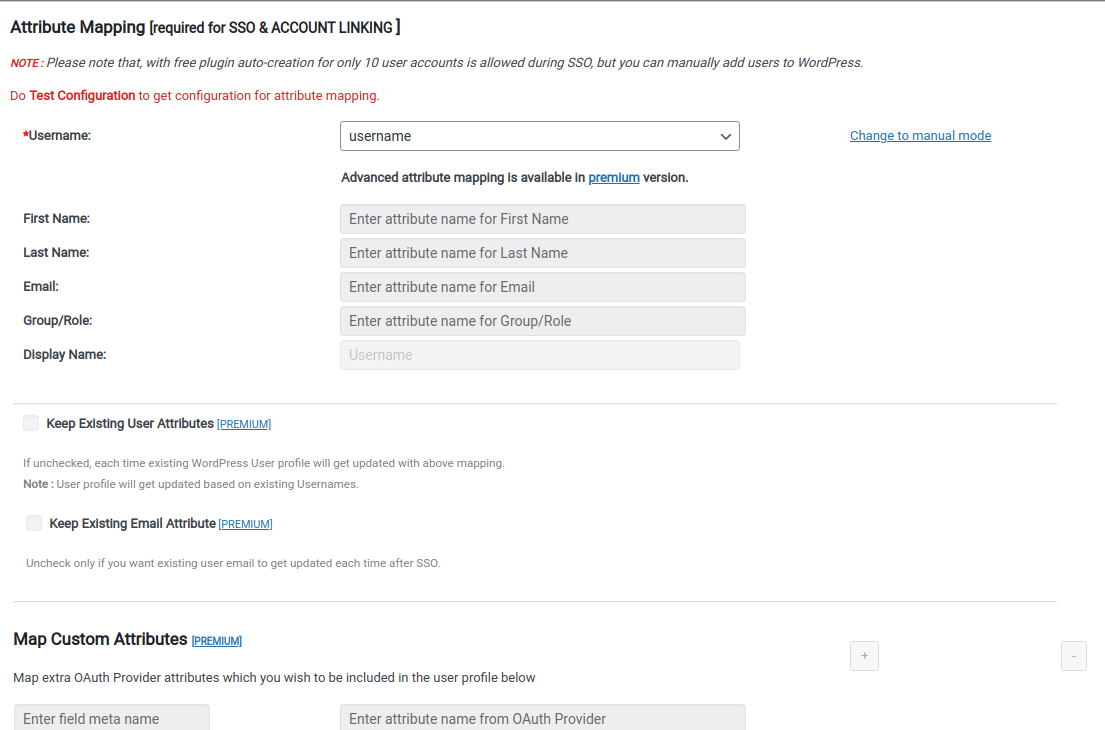 Attribute Mapping [required for SSO & ACCOUNT LINKING ]
NOTE : Please note that, with free plugin auto-creation for only 10 user accounts is allowed during SSO, but you can manually add users to WordPress.
Do Test Configuration to get configuration for attribute mapping.
*Username: username Change to manual mode
Advanced attribute mapping is available in premium version.
First Name: Enter attribute name for First Name
Last Name: Enter attribute name for Last Name
Email: Enter attribute name for Email
Group/Role: Enter attribute name for Group/Role
Display Name: Username
Keep Existing User Attributes [PREMIUM]
If unchecked, each time existing WordPress User profile will get updated with above mapping.
Note : User profile will get updated based on existing Usernames.
Keep Existing Email Attribute [PREMIUM]
Uncheck only if you want existing user email to get updated each time after SSO.
Map Custom Attributes [PREMIUM]
+ -
Map extra OAuth Provider attributes which you wish to be included in the user profile below
Enter field meta name Enter attribute name from OAuth Provider